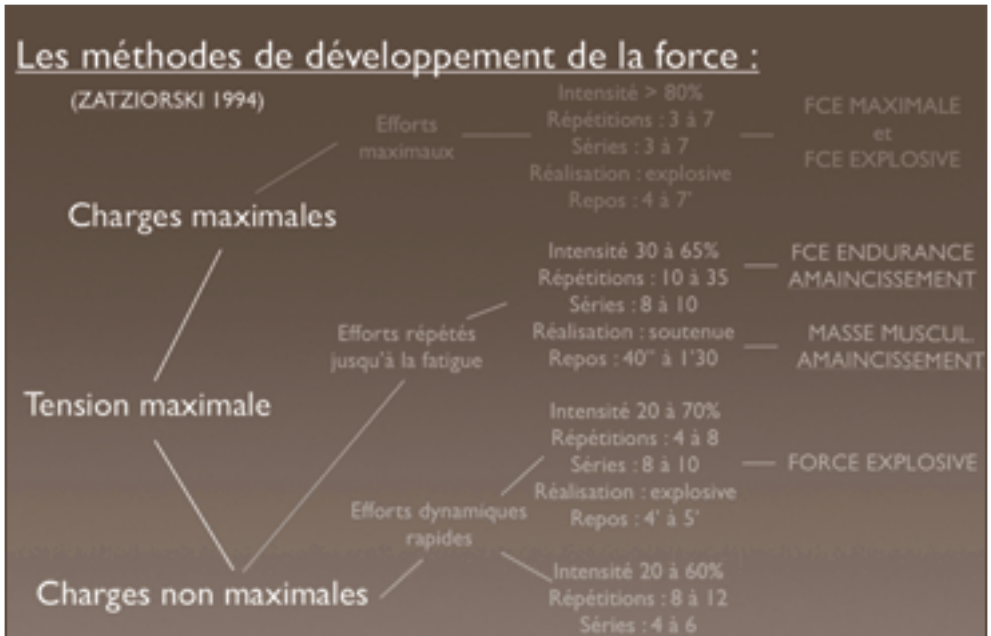 Les méthodes de développement de la force :
(ZATZIORSKI 1994)
Charges maximales
Efforts
maximaux
Intensité > 80%
Répétitions : 3 à 7
Séries : 3 à 7
Réalisation : explosive
Repos : 4 à 7'
FCE MAXIMALE
et
FCE EXPLOSIVE
Tension maximale
Efforts répétés
jusqu'à la fatigue
Intensité 30 à 65%
Répétitions : 10 à 35
Séries : 8 à 10
Réalisation : soutenue
Repos : 40'' à 1'30
FCE ENDURANCE
AMAINCISSEMENT
MASSE MUSCUL.
AMAINCISSEMENT
Charges non maximales
Efforts dynamiques
rapides
Intensité 20 à 70%
Répétitions : 4 à 8
Séries : 8 à 10
Réalisation : explosive
Repos : 4' à 5'
FORCE EXPLOSIVE
Intensité 20 à 60%
Répétitions : 8 à 12
Séries : 4 à 6